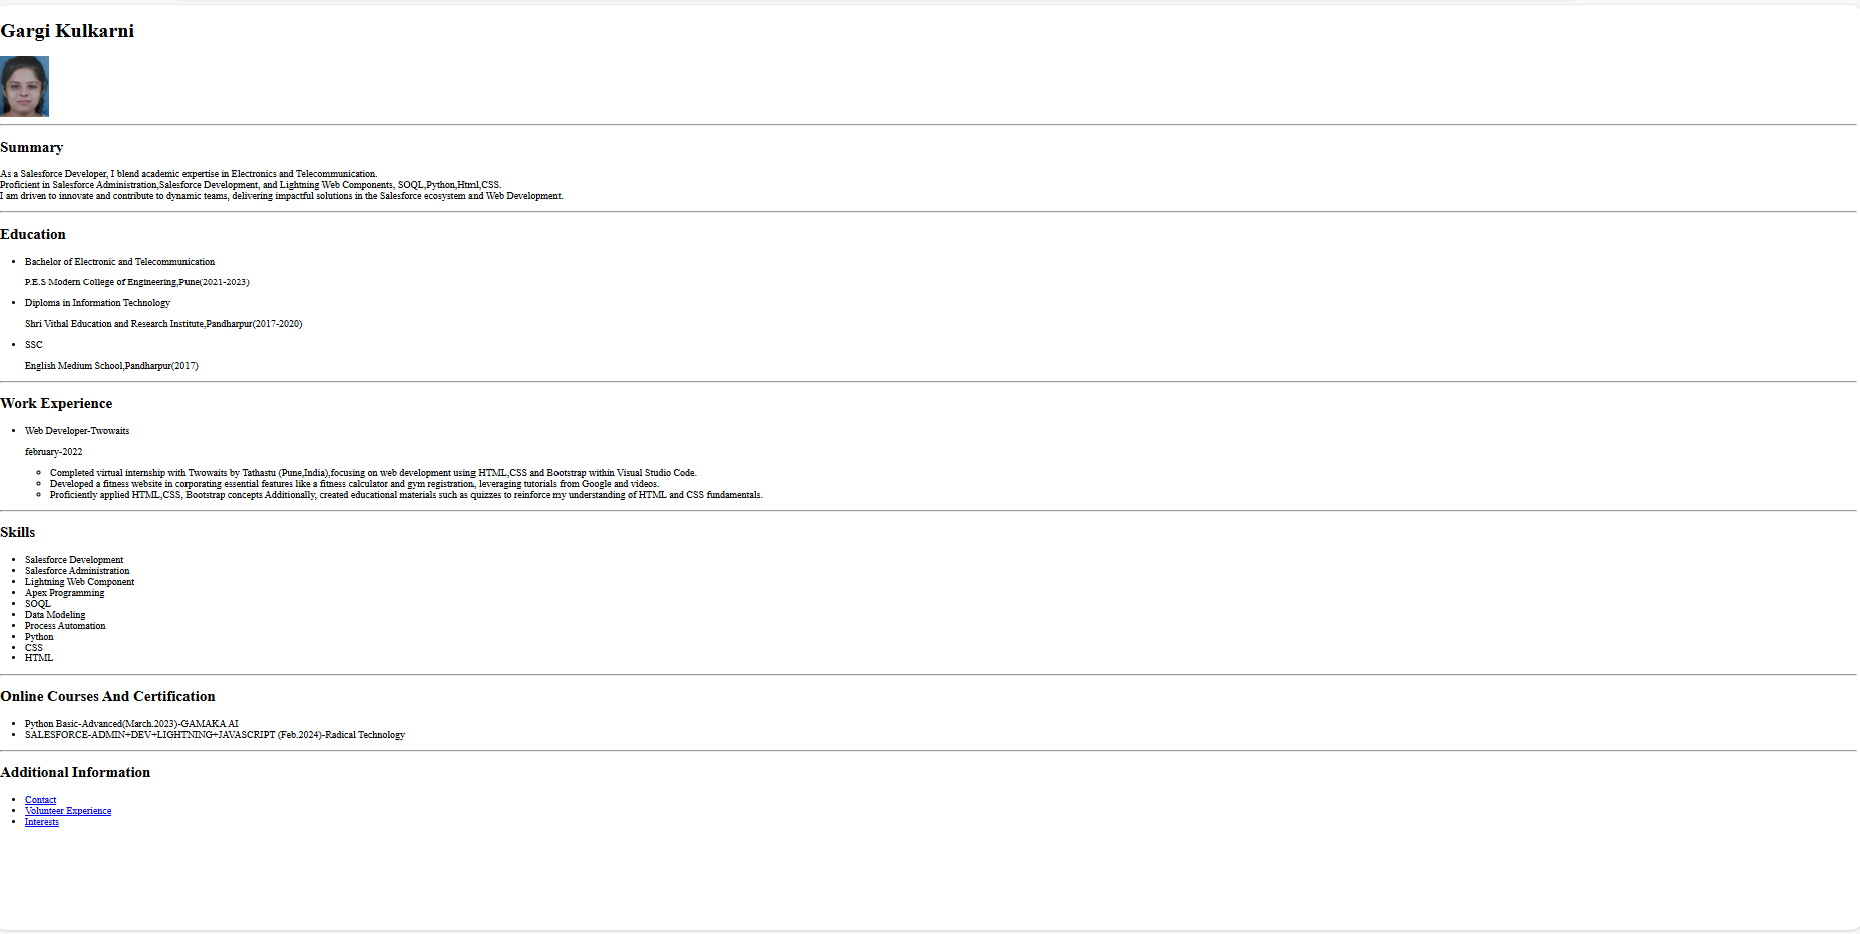 Gargi Kulkarni
Summary
As a Salesforce Developer, I blend academic expertise in Electronics and Telecommunication.
Proficient in Salesforce Administration,Salesforce Development, and Lightning Web Components, SOQL,Python,Html,CSS.
I am driven to innovate and contribute to dynamic teams, delivering impactful solutions in the Salesforce ecosystem and Web Development.
Education
Bachelor of Electronic and Telecommunication
P.E.S Modern College of Engineering,Pune(2021-2023)
Diploma in Information Technology
Shri Vithal Education and Research Institute,Pandharpur(2017-2020)
SSC
English Medium School,Pandharpur(2017)
Work Experience
Web Developer-Twowaits
february-2022
Completed virtual internship with Twowaits by Tathastu (Pune,India),focusing on web development using HTML,CSS and Bootstrap within Visual Studio Code.
Developed a fitness website in corporating essential features like a fitness calculator and gym registration, leveraging tutorials from Google and videos.
Proficiently applied HTML,CSS, Bootstrap concepts Additionally, created educational materials such as quizzes to reinforce my understanding of HTML and CSS fundamentals.
Skills
Salesforce Development
Salesforce Administration
Lightning Web Component
Apex Programming
SOQL
Data Modeling
Process Automation
Python
CSS
HTML
Online Courses And Certification
Python Basic-Advanced(March.2023)-GAMAKA AI
SALESFORCE-ADMIN+DEV+LIGHTNING+JAVASCRIPT (Feb.2024)-Radical Technology
Additional Information
Contact
Volunteer Experience
Interests